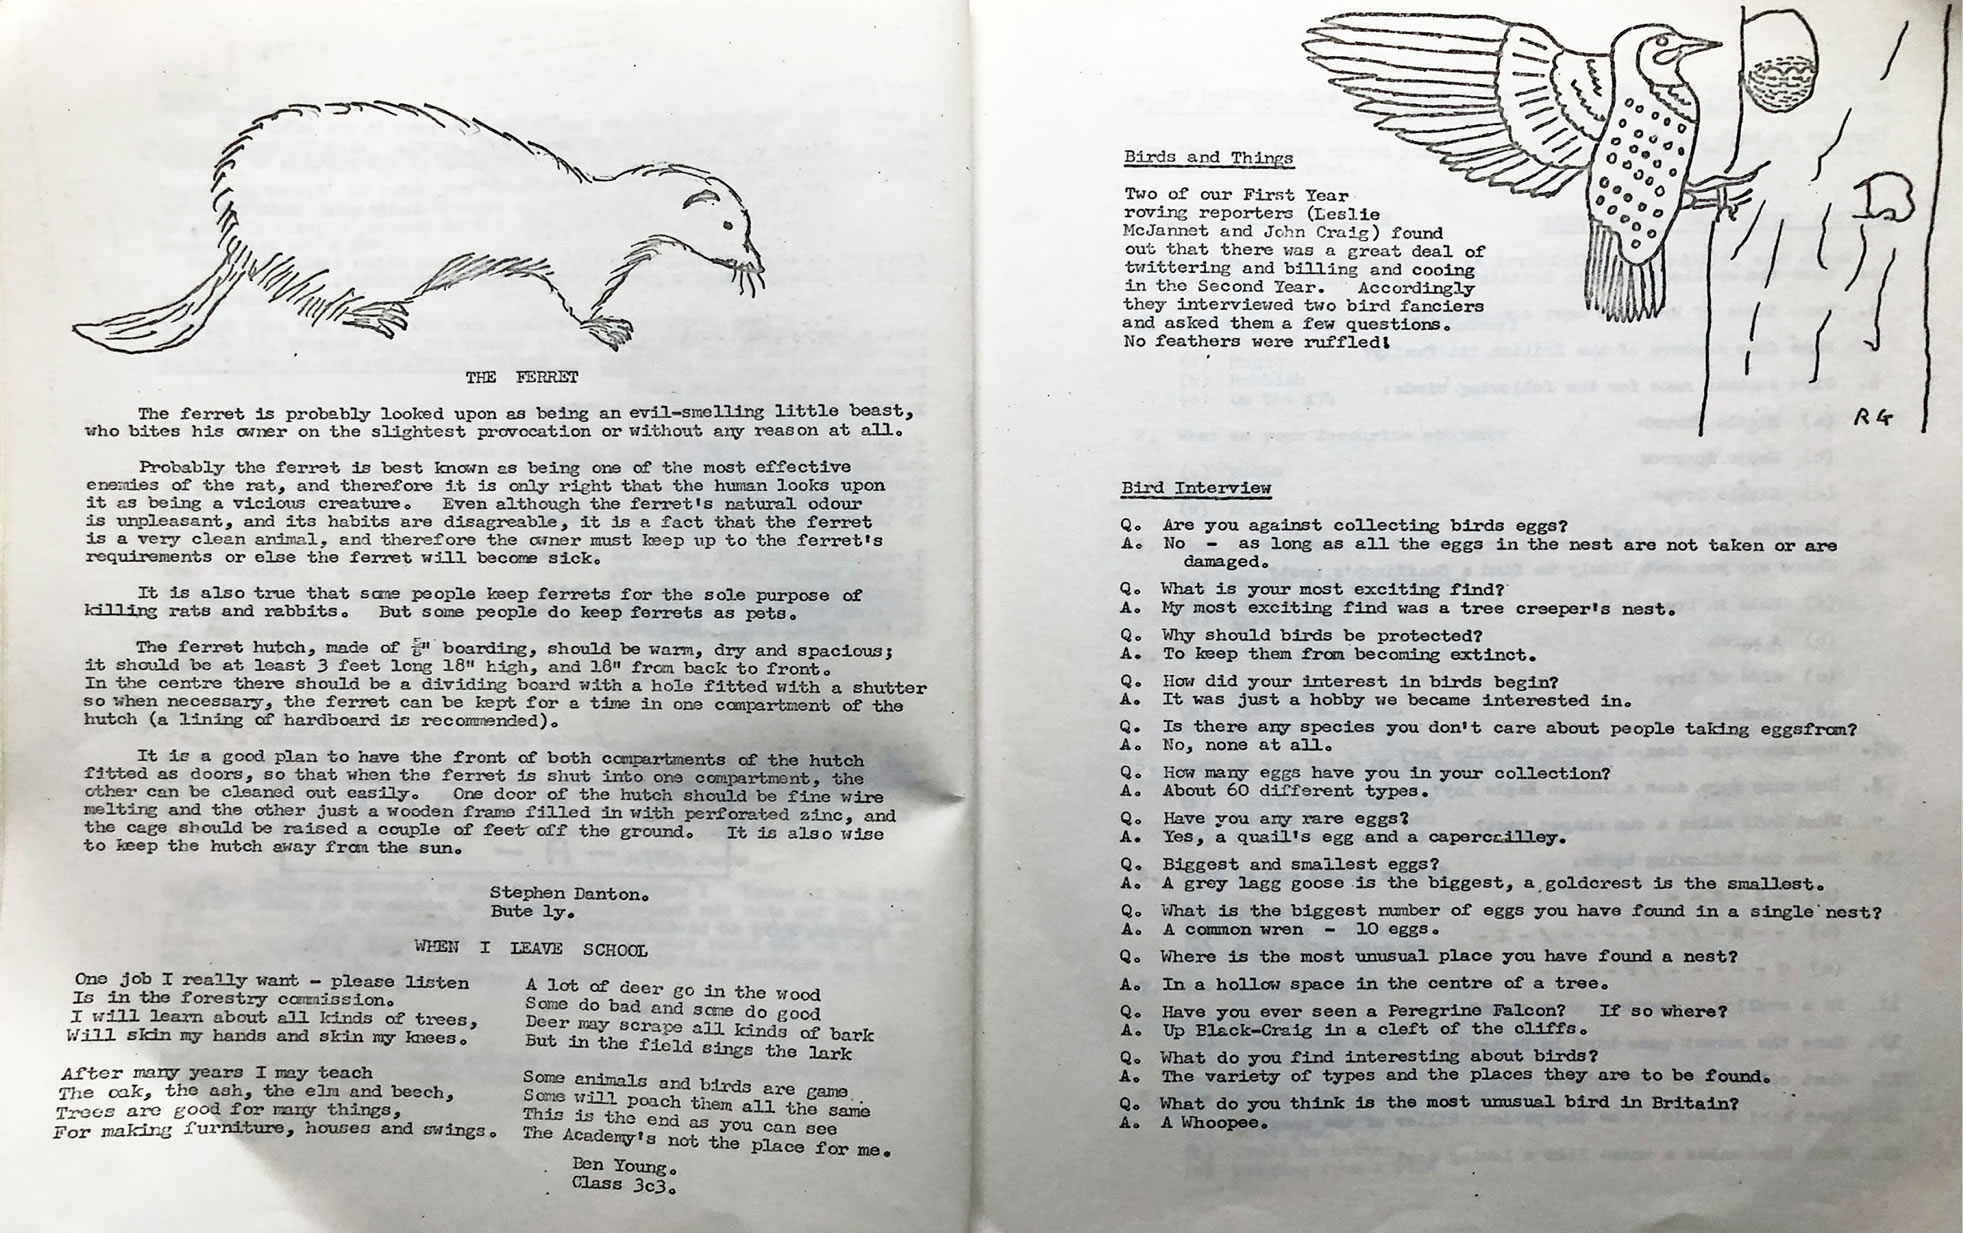 THE FERRET
The ferret is probably looked upon as being an evil-smelling little beast,
who bites his owner on the slightest provocation or without any reason at all.
Probably the ferret is best known as being one of the most effective
enemies of the rat, and therefore it is only right that the human looks upon
it as being a vicious creature. Even although the ferret's natural odour
is unpleasant, and its habits are disagreable, it is a fact that the ferret
is a very clean animal, and therefore the owner must keep up to the ferret's
requirements or else the ferret will become sick.
It is also true that some people keep ferrets for the sole purpose of
killing rats and rabbits. But some people do keep ferrets as pets.
The ferret hutch, made of ⅝" boarding, should be warm, dry and spacious;
it should be at least 3 feet long 18" high, and 18" from back to front.
In the centre there should be a dividing board with a hole fitted with a shutter
so when necessary, the ferret can be kept for a time in one compartment of the
hutch (a lining of hardboard is recommended).
It is a good plan to have the front of both compartments of the hutch
fitted as doors, so that when the ferret is shut into one compartment, the
other can be cleaned out easily. One door of the hutch should be fine wire
melting and the other just a wooden frame filled in with perforated zinc, and
the cage should be raised a couple of feet off the ground. It is also wise
to keep the hutch away from the sun.
Stephen Danton.
Bute 1y.
WHEN I LEAVE SCHOOL
One job I really want - please listen
Is in the forestry commission.
I will learn about all kinds of trees,
Will skin my hands and skin my knees.
After many years I may teach
The oak, the ash, the elm and beech,
Trees are good for many things,
For making furniture, houses and swings.
A lot of deer go in the wood
Some do bad and some do good
Deer may scrape all kinds of bark
But in the field sings the lark
Some animals and birds are game
Some will poach them all the same
This is the end as you can see
The Academy's not the place for me.
Ben Young.
Class 3c3.
Birds and Things
Two of our First Year
roving reporters (Leslie
McJannet and John Craig) found
out that there was a great deal of
twittering and billing and cooing
in the Second Year. Accordingly
they interviewed two bird fanciers
and asked them a few questions.
No feathers were ruffled!
RG
Bird Interview
Q. Are you against collecting birds eggs?
A. No - as long as all the eggs in the nest are not taken or are
damaged.
Q. What is your most exciting find?
A. My most exciting find was a tree creeper's nest.
Q. Why should birds be protected?
A. To keep them from becoming extinct.
Q. How did your interest in birds begin?
A. It was just a hobby we became interested in.
Q. Is there any species you don't care about people taking eggsfrom?
A. No, none at all.
Q. How many eggs have you in your collection?
A. About 60 different types.
Q. Have you any rare eggs?
A. Yes, a quail's egg and a capercailley.
Q. Biggest and smallest eggs?
A. A grey lagg goose is the biggest, a goldcrest is the smallest.
Q. What is the biggest number of eggs you have found in a single nest?
A. A common wren - 10 eggs.
Q. Where is the most unusual place you have found a nest?
A. In a hollow space in the centre of a tree.
Q. Have you ever seen a Peregrine Falcon? If so where?
A. Up Black-Craig in a cleft of the cliffs.
Q. What do you find interesting about birds?
A. The variety of types and the places they are to be found.
Q. What do you think is the most unusual bird in Britain?
A. A Whoopee.